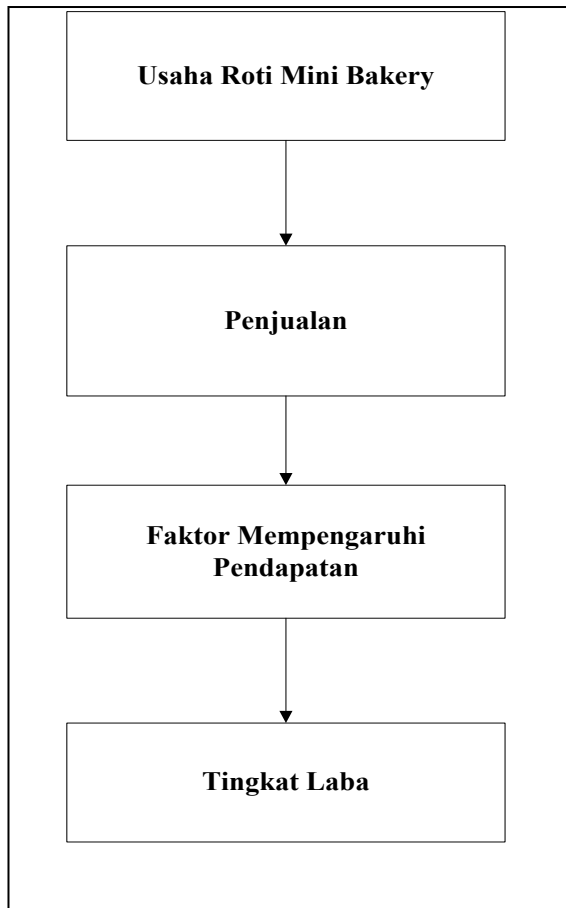 Usaha Roti Mini Bakery
Penjualan
Faktor Mempengaruhi
Pendapatan
Tingkat Laba